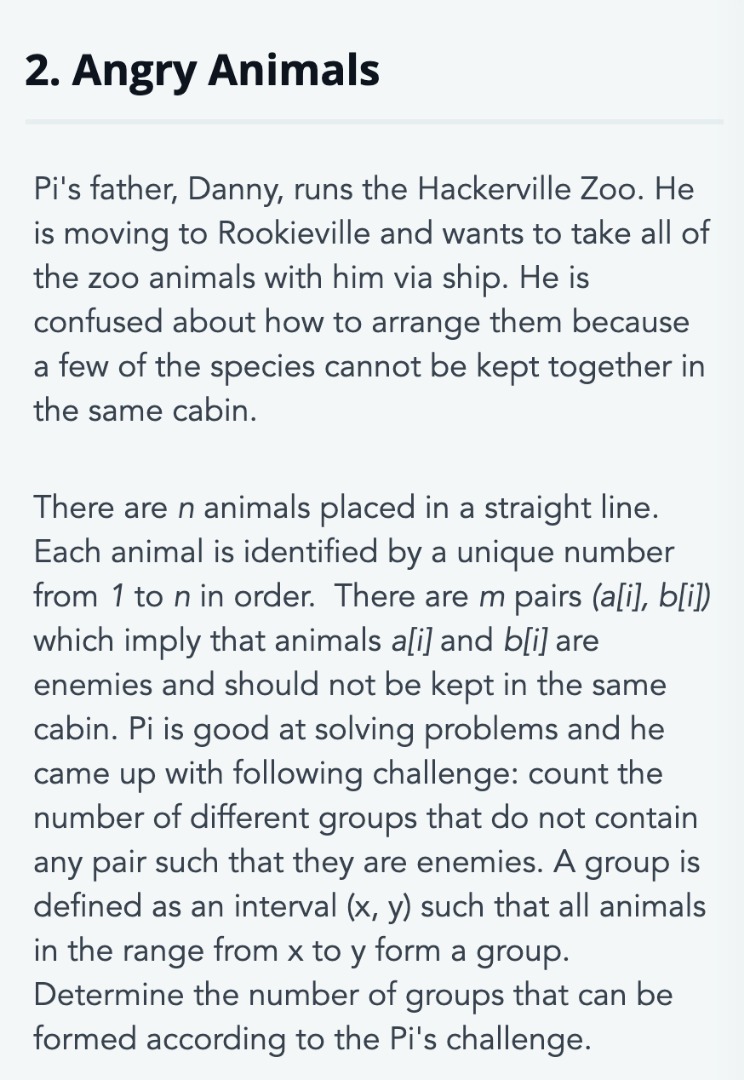 2. Angry Animals
Pi's father, Danny, runs the Hackerville Zoo. He
is moving to Rookieville and wants to take all of
the zoo animals with him via ship. He is
confused about how to arrange them because
a few of the species cannot be kept together in
the same cabin.
There are n animals placed in a straight line.
Each animal is identified by a unique number
from 1 to n in order.  There are m pairs (a[i], b[i])
which imply that animals a[i] and b[i] are
enemies and should not be kept in the same
cabin. Pi is good at solving problems and he
came up with following challenge: count the
number of different groups that do not contain
any pair such that they are enemies. A group is
defined as an interval (x, y) such that all animals
in the range from x to y form a group.
Determine the number of groups that can be
formed according to the Pi's challenge.